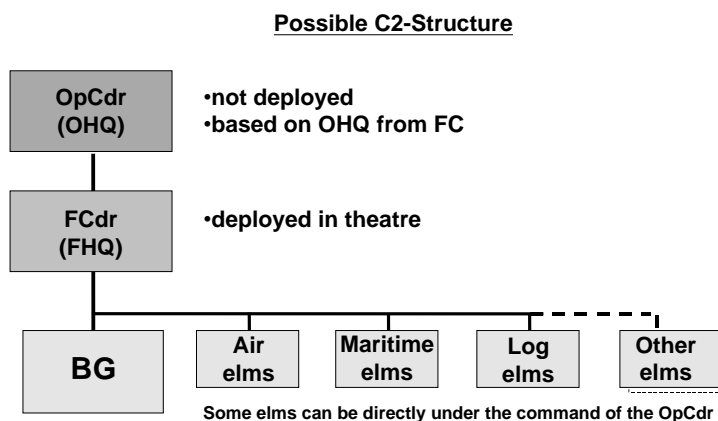 Possible C2-Structure
OpCdr
(OHQ)
•not deployed
•based on OHQ from FC
FCdr
(FHQ)
•deployed in theatre
BG
Air
elms
Maritime
elms
Log
elms
Other
elms
Some elms can be directly under the command of the OpCdr